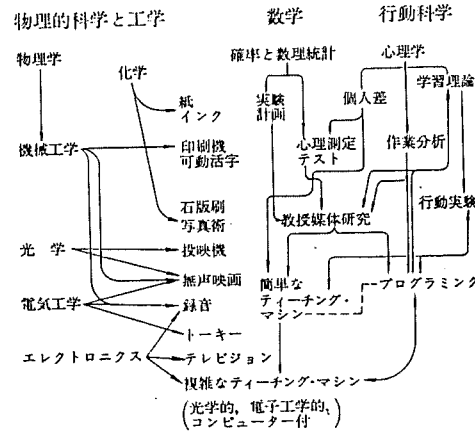 物理的科学と工学
数学
行動科学
物理学
化学
確率と数理統計
心理学
学習理論
紙
インク
実験
計画
個人差
機械工学
印刷機
可動活字
心理測定
テスト
作業分析
石版刷
写真術
教授媒体研究
行動実験
光 学
投映機
無声映画
簡単な
ティーチング・
マシン
プログラミング
電気工学
録音
トーキー
エレクトロニクス
テレビジョン
複雑なティーチング・マシン
(光学的, 電子工学的,
コンピューター付)